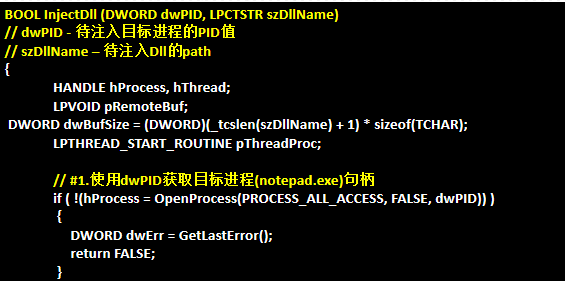 BOOL InjectDll (DWORD dwPID, LPCTSTR szDllName)
// dwPID - 待注入目标进程的PID值
// szDllName – 待注入Dll的path
{
HANDLE hProcess, hThread;
LPVOID pRemoteBuf;
DWORD dwBufSize = (DWORD)(_tcslen(szDllName) + 1) * sizeof(TCHAR);
LPTHREAD_START_ROUTINE pThreadProc;
// #1.使用dwPID获取目标进程(notepad.exe)句柄
if ( !(hProcess = OpenProcess(PROCESS_ALL_ACCESS, FALSE, dwPID)) )
{
DWORD dwErr = GetLastError();
return FALSE;
}